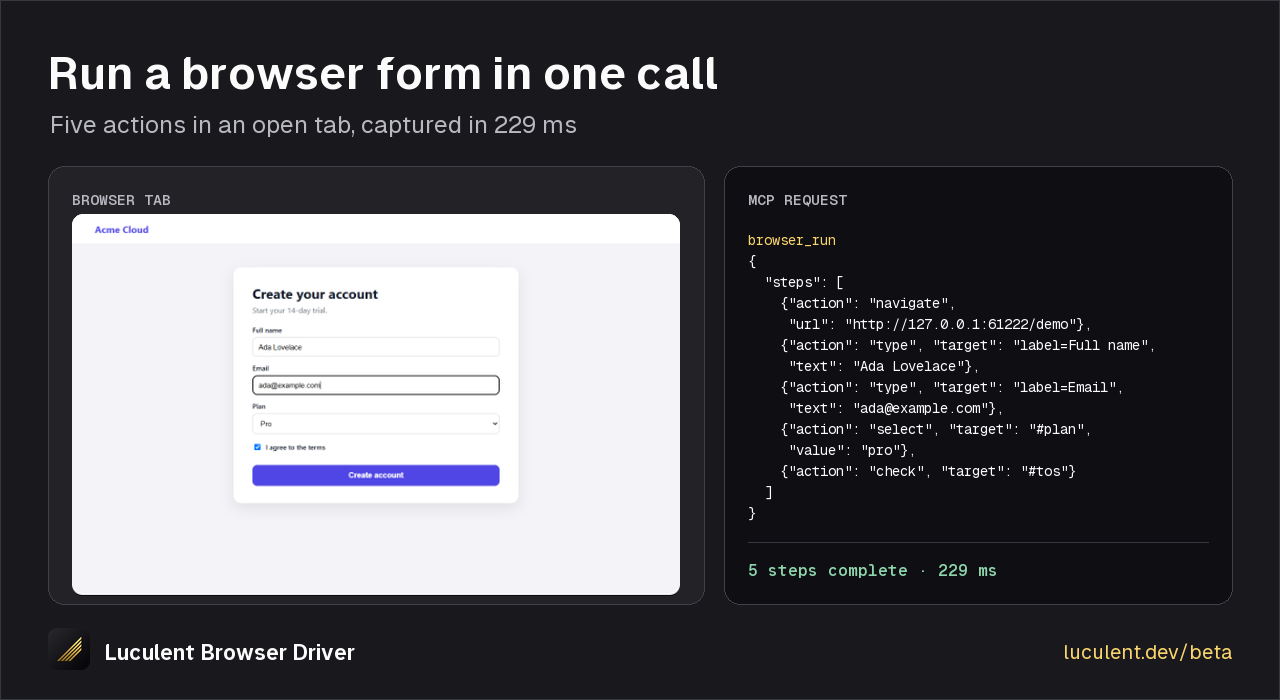 Run a browser form in one call
Five actions in an open tab, captured in 229 ms
BROWSER TAB
Acme Cloud
Create your account
Start your 14-day trial.
Full name
Ada Lovelace
Email
ada@example.com
Plan
Pro
I agree to the terms
Create account
MCP REQUEST
browser_run
{
  "steps": [
    {"action": "navigate",
     "url": "http://127.0.0.1:61222/demo"},
    {"action": "type", "target": "label=Full name",
     "text": "Ada Lovelace"},
    {"action": "type", "target": "label=Email",
     "text": "ada@example.com"},
    {"action": "select", "target": "#plan",
     "value": "pro"},
    {"action": "check", "target": "#tos"}
  ]
}
5 steps complete · 229 ms
Luculent Browser Driver
luculent.dev/beta